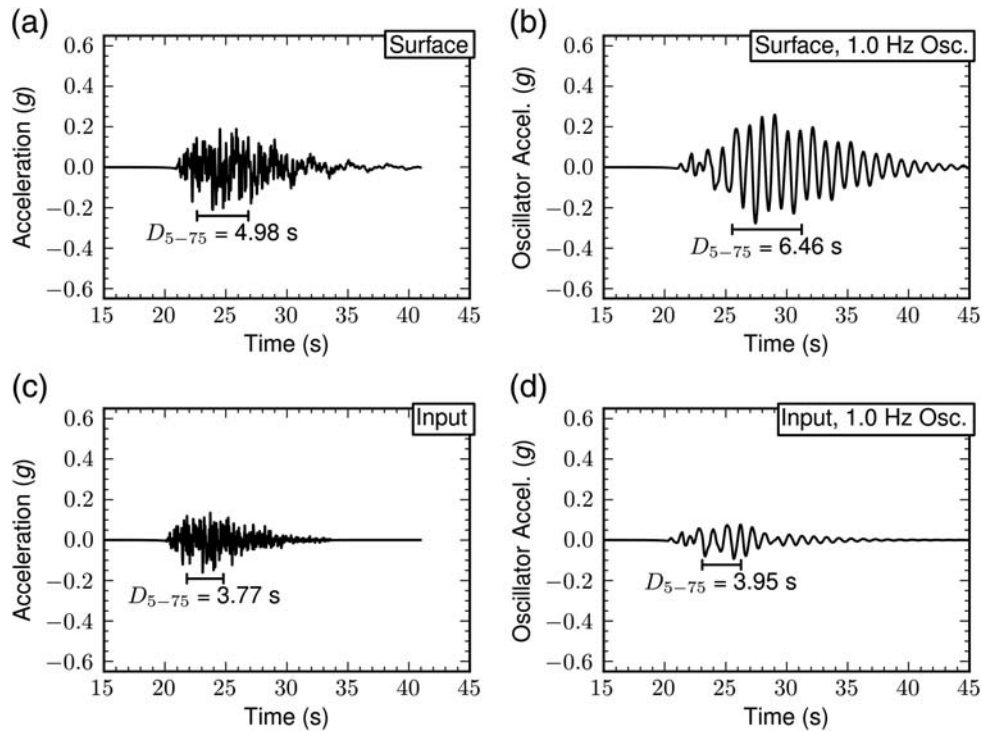 (a)
Surface
Acceleration (g)
0.6
0.4
0.2
0.0
−0.2
−0.4
−0.6
D5−75 = 4.98 s
15 20 25 30 35 40 45
Time (s)
(b)
Surface, 1.0 Hz Osc.
Oscillator Accel. (g)
0.6
0.4
0.2
0.0
−0.2
−0.4
−0.6
D5−75 = 6.46 s
15 20 25 30 35 40 45
Time (s)
(c)
Input
Acceleration (g)
0.6
0.4
0.2
0.0
−0.2
−0.4
−0.6
D5−75 = 3.77 s
15 20 25 30 35 40 45
Time (s)
(d)
Input, 1.0 Hz Osc.
Oscillator Accel. (g)
0.6
0.4
0.2
0.0
−0.2
−0.4
−0.6
D5−75 = 3.95 s
15 20 25 30 35 40 45
Time (s)